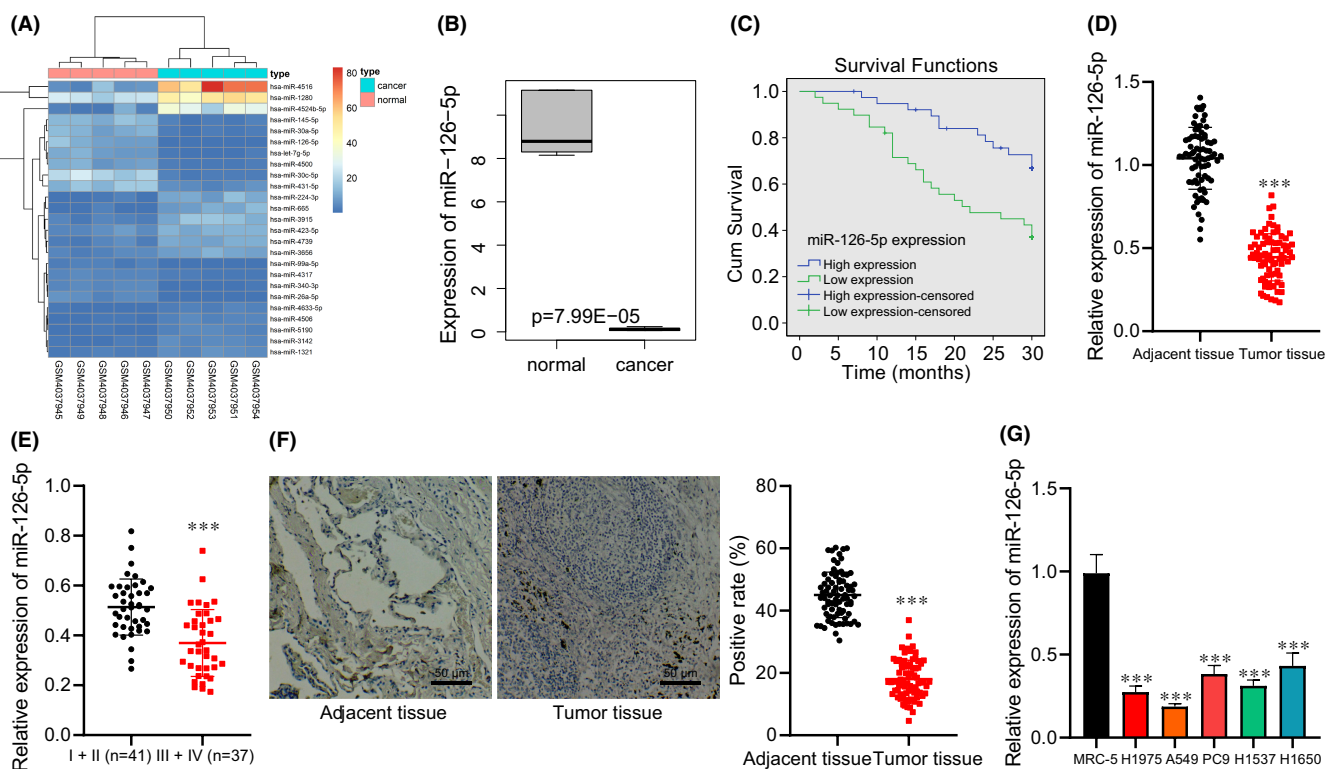 (A)
type
80
60
40
20
type
cancer
normal
hsa-miR-4516
hsa-miR-1280
hsa-miR-4524b-5p
hsa-miR-145-5p
hsa-miR-30a-5p
hsa-miR-126-5p
hsa-let-7g-5p
hsa-miR-4500
hsa-miR-30c-5p
hsa-miR-431-5p
hsa-miR-224-3p
hsa-miR-665
hsa-miR-3915
hsa-miR-423-5p
hsa-miR-4739
hsa-miR-3656
hsa-miR-99a-5p
hsa-miR-4317
hsa-miR-340-3p
hsa-miR-26a-5p
hsa-miR-4633-5p
hsa-miR-4506
hsa-miR-5190
hsa-miR-3142
hsa-miR-1321
GSM4037945
GSM4037949
GSM4037948
GSM4037946
GSM4037947
GSM4037950
GSM4037952
GSM4037953
GSM4037951
GSM4037954
(B)
Expression of miR−126−5p
8
6
4
2
0
p=7.99E−05
normal
cancer
(C)
Survival Functions
Cum Survival
1.0
0.8
0.6
0.4
0.2
0.0
miR-126-5p expression
High expression
Low expression
High expression-censored
Low expression-censored
0 5 10 15 20 25 30
Time (months)
(D)
Relative expression of miR-126-5p
1.5
1.0
0.5
0.0
***
Adjacent tissue
Tumor tissue
(E)
Relative expression of miR-126-5p
1.0
0.8
0.6
0.4
0.2
0.0
***
I + II (n=41)
III + IV (n=37)
(F)
50 μm
Adjacent tissue
50 μm
Tumor tissue
Positive rate (%)
80
60
40
20
0
***
Adjacent tissue
Tumor tissue
(G)
Relative expression of miR-126-5p
1.5
1.0
0.5
0.0
***
***
***
***
***
MRC-5 H1975 A549 PC9 H1537 H1650